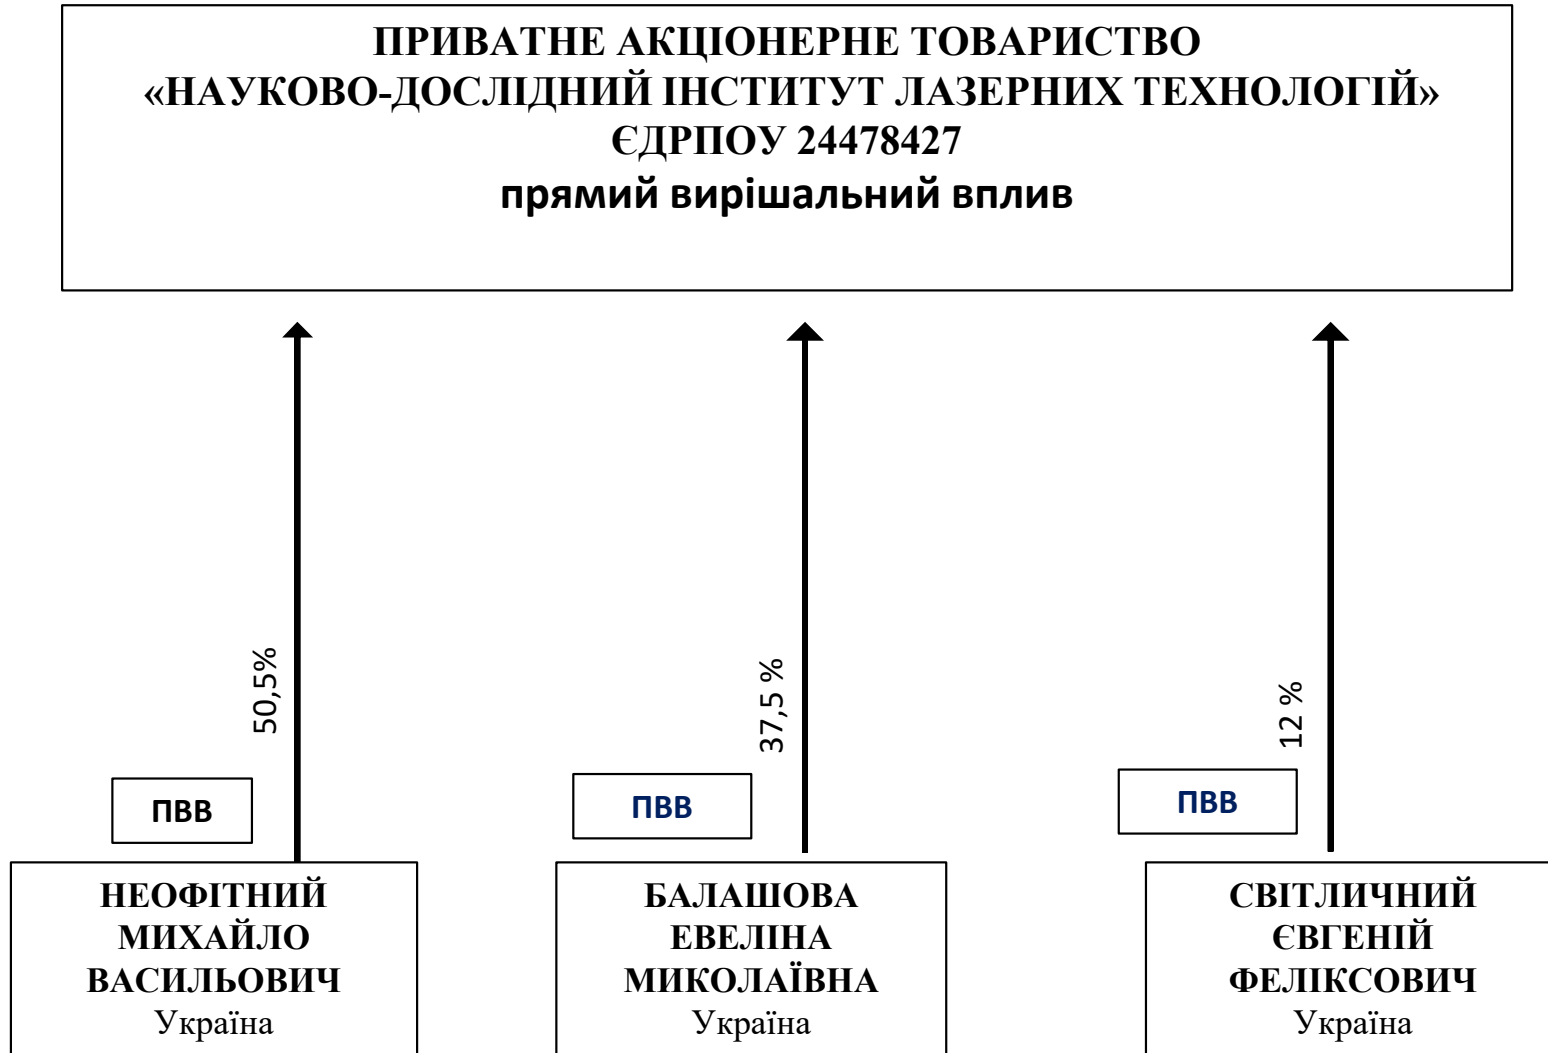 ПРИВАТНЕ АКЦІОНЕРНЕ ТОВАРИСТВО
«НАУКОВО-ДОСЛІДНИЙ ІНСТИТУТ ЛАЗЕРНИХ ТЕХНОЛОГІЙ»
ЄДРПОУ 24478427
прямий вирішальний вплив
50,5%
37,5 %
12 %
ПВВ
ПВВ
ПВВ
НЕОФІТНИЙ
МИХАЙЛО
ВАСИЛЬОВИЧ
Україна
БАЛАШОВА
ЕВЕЛІНА
МИКОЛАЇВНА
Україна
СВІТЛИЧНИЙ
ЄВГЕНІЙ
ФЕЛІКСОВИЧ
Україна